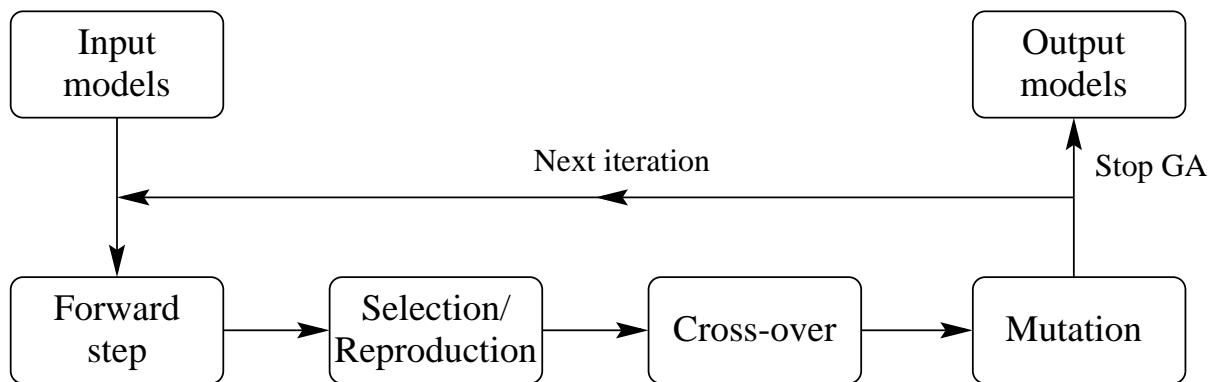 Input
models
Output
models
Next iteration
Stop GA
Forward
step
Selection/
Reproduction
Cross-over
Mutation